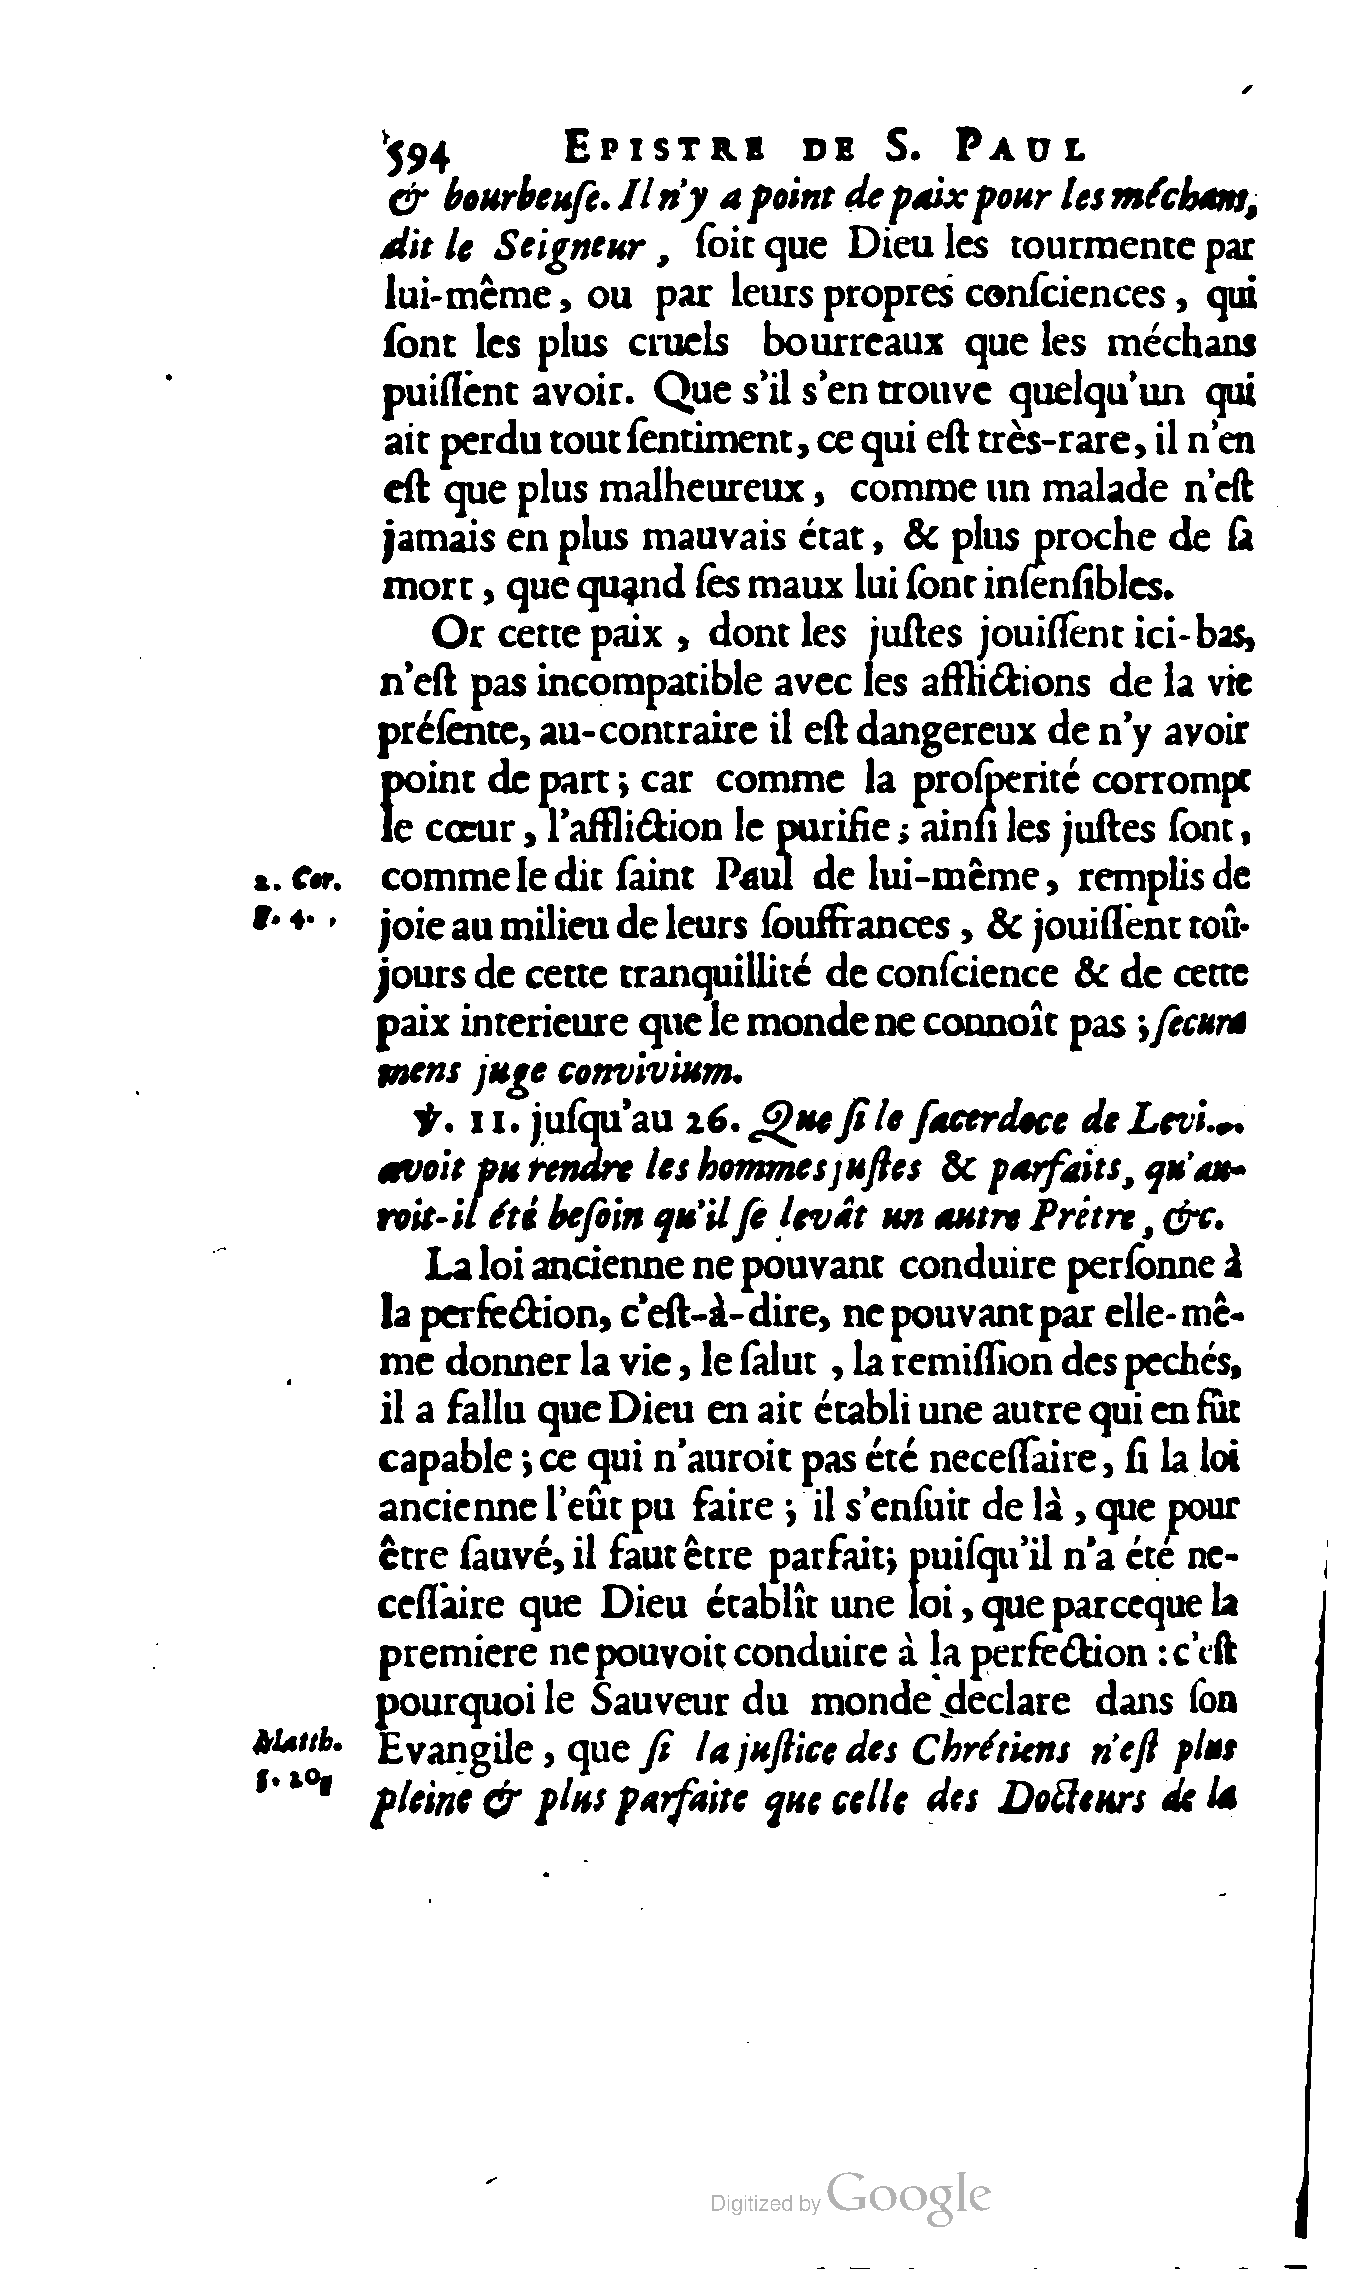 594 EPISTRE DE S. PAUL
& bourbeuſe. Il n'y a point de paix pour les méchans,
dit le Seigneur, ſoit que Dieu les tourmente par
lui-même, ou par leurs propres conſciences, qui
ſont les plus cruels bourreaux que les méchans
puiſſent avoir. Que s'il s'en trouve quelqu'un qui
ait perdu tout ſentiment, ce qui eſt très-rare, il n'en
eſt que plus malheureux, comme un malade n'eſt
jamais en plus mauvais état, & plus proche de ſa
mort, que quand ſes maux lui ſont inſenſibles.
Or cette paix, dont les juſtes jouiſſent ici-bas,
n'eſt pas incompatible avec les afflictions de la vie
préſente, au-contraire il eſt dangereux de n'y avoir
point de part; car comme la proſperité corrompt
le cœur, l'affliction le purifie; ainſi les juſtes ſont,
2. Cor. comme le dit ſaint Paul de lui-même, remplis de
7. 4. joie au milieu de leurs ſouffrances, & jouiſſent toû-
jours de cette tranquillité de conſcience & de cette
paix interieure que le monde ne connoît pas; ſecura
mens juge convivium.
℣. 11. juſqu'au 26. Que ſi le ſacerdoce de Levi...
avoit pu rendre les hommes juſtes & parfaits, qu'au-
roit-il été beſoin qu'il ſe levât un autre Prêtre, &c.
La loi ancienne ne pouvant conduire perſonne à
la perfection, c'eſt-à-dire, ne pouvant par elle-mê-
me donner la vie, le ſalut, la remiſſion des pechés,
il a fallu que Dieu en ait établi une autre qui en fût
capable; ce qui n'auroit pas été neceſſaire, ſi la loi
ancienne l'eût pu faire; il s'enſuit de là, que pour
être ſauvé, il faut être parfait; puiſqu'il n'a été ne-
ceſſaire que Dieu établît une loi, que parceque la
premiere ne pouvoit conduire à la perfection: c'eſt
pourquoi le Sauveur du monde declare dans ſon
Matth. Evangile, que ſi la juſtice des Chrétiens n'eſt plus
5. 20. pleine & plus parfaite que celle des Docteurs de la
Digitized by Google